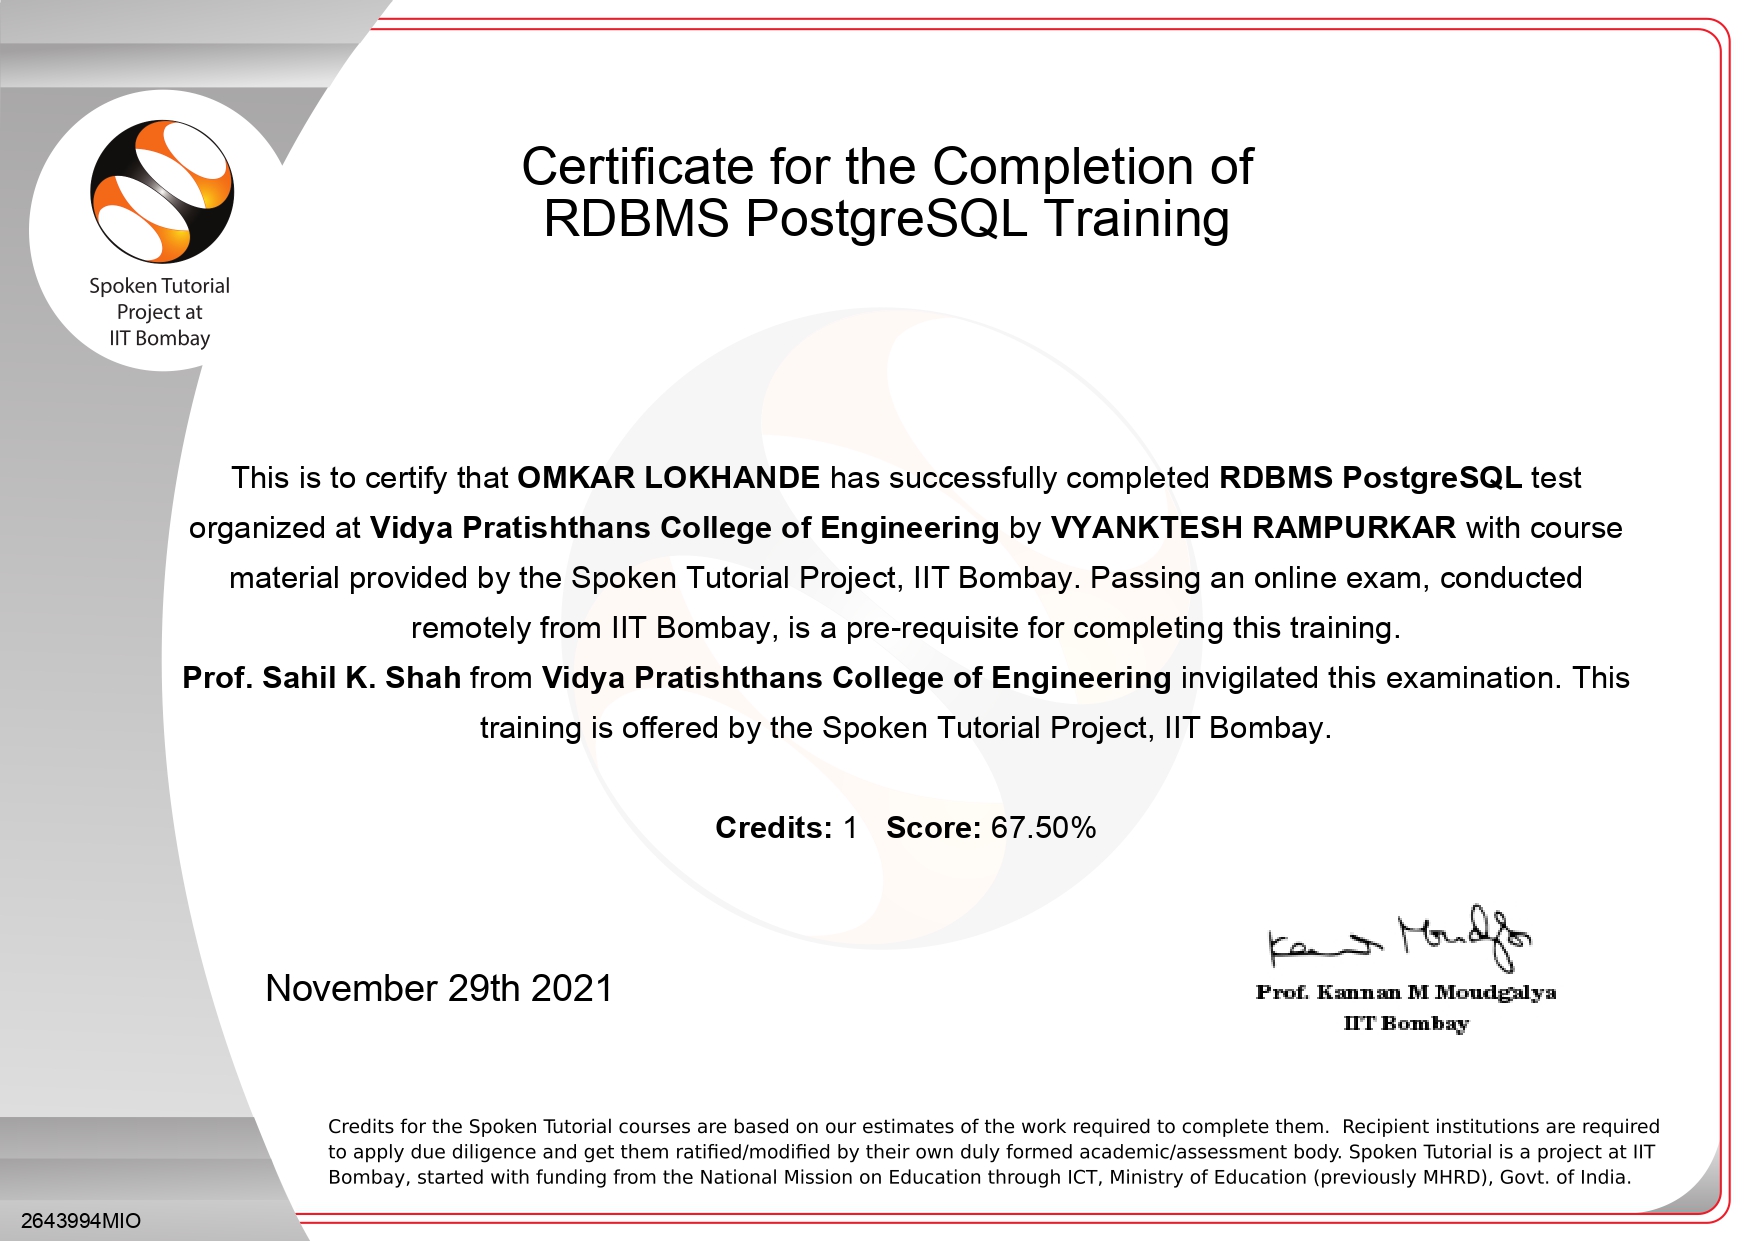 Spoken Tutorial
Project at
IIT Bombay
Certificate for the Completion of
RDBMS PostgreSQL Training
This is to certify that OMKAR LOKHANDE has successfully completed RDBMS PostgreSQL test
organized at Vidya Pratishthans College of Engineering by VYANKTESH RAMPURKAR with course
material provided by the Spoken Tutorial Project, IIT Bombay. Passing an online exam, conducted
remotely from IIT Bombay, is a pre-requisite for completing this training.
Prof. Sahil K. Shah from Vidya Pratishthans College of Engineering invigilated this examination. This
training is offered by the Spoken Tutorial Project, IIT Bombay.
Credits: 1 Score: 67.50%
November 29th 2021
Prof. Kannan M Moudgalya
IIT Bombay
Credits for the Spoken Tutorial courses are based on our estimates of the work required to complete them. Recipient institutions are required
to apply due diligence and get them ratified/modified by their own duly formed academic/assessment body. Spoken Tutorial is a project at IIT
Bombay, started with funding from the National Mission on Education through ICT, Ministry of Education (previously MHRD), Govt. of India.
2643994MIO